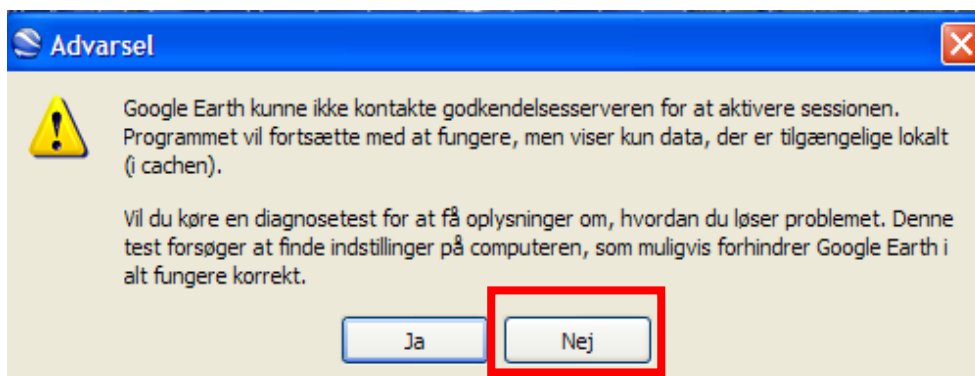 Advarsel
Google Earth kunne ikke kontakte godkendelsesserveren for at aktivere sessionen.
Programmet vil fortsætte med at fungere, men viser kun data, der er tilgængelige lokalt
(i cachen).
Vil du køre en diagnosetest for at få oplysninger om, hvordan du løser problemet. Denne
test forsøger at finde indstillinger på computeren, som muligvis forhindrer Google Earth i
alt fungere korrekt.
Ja
Nej